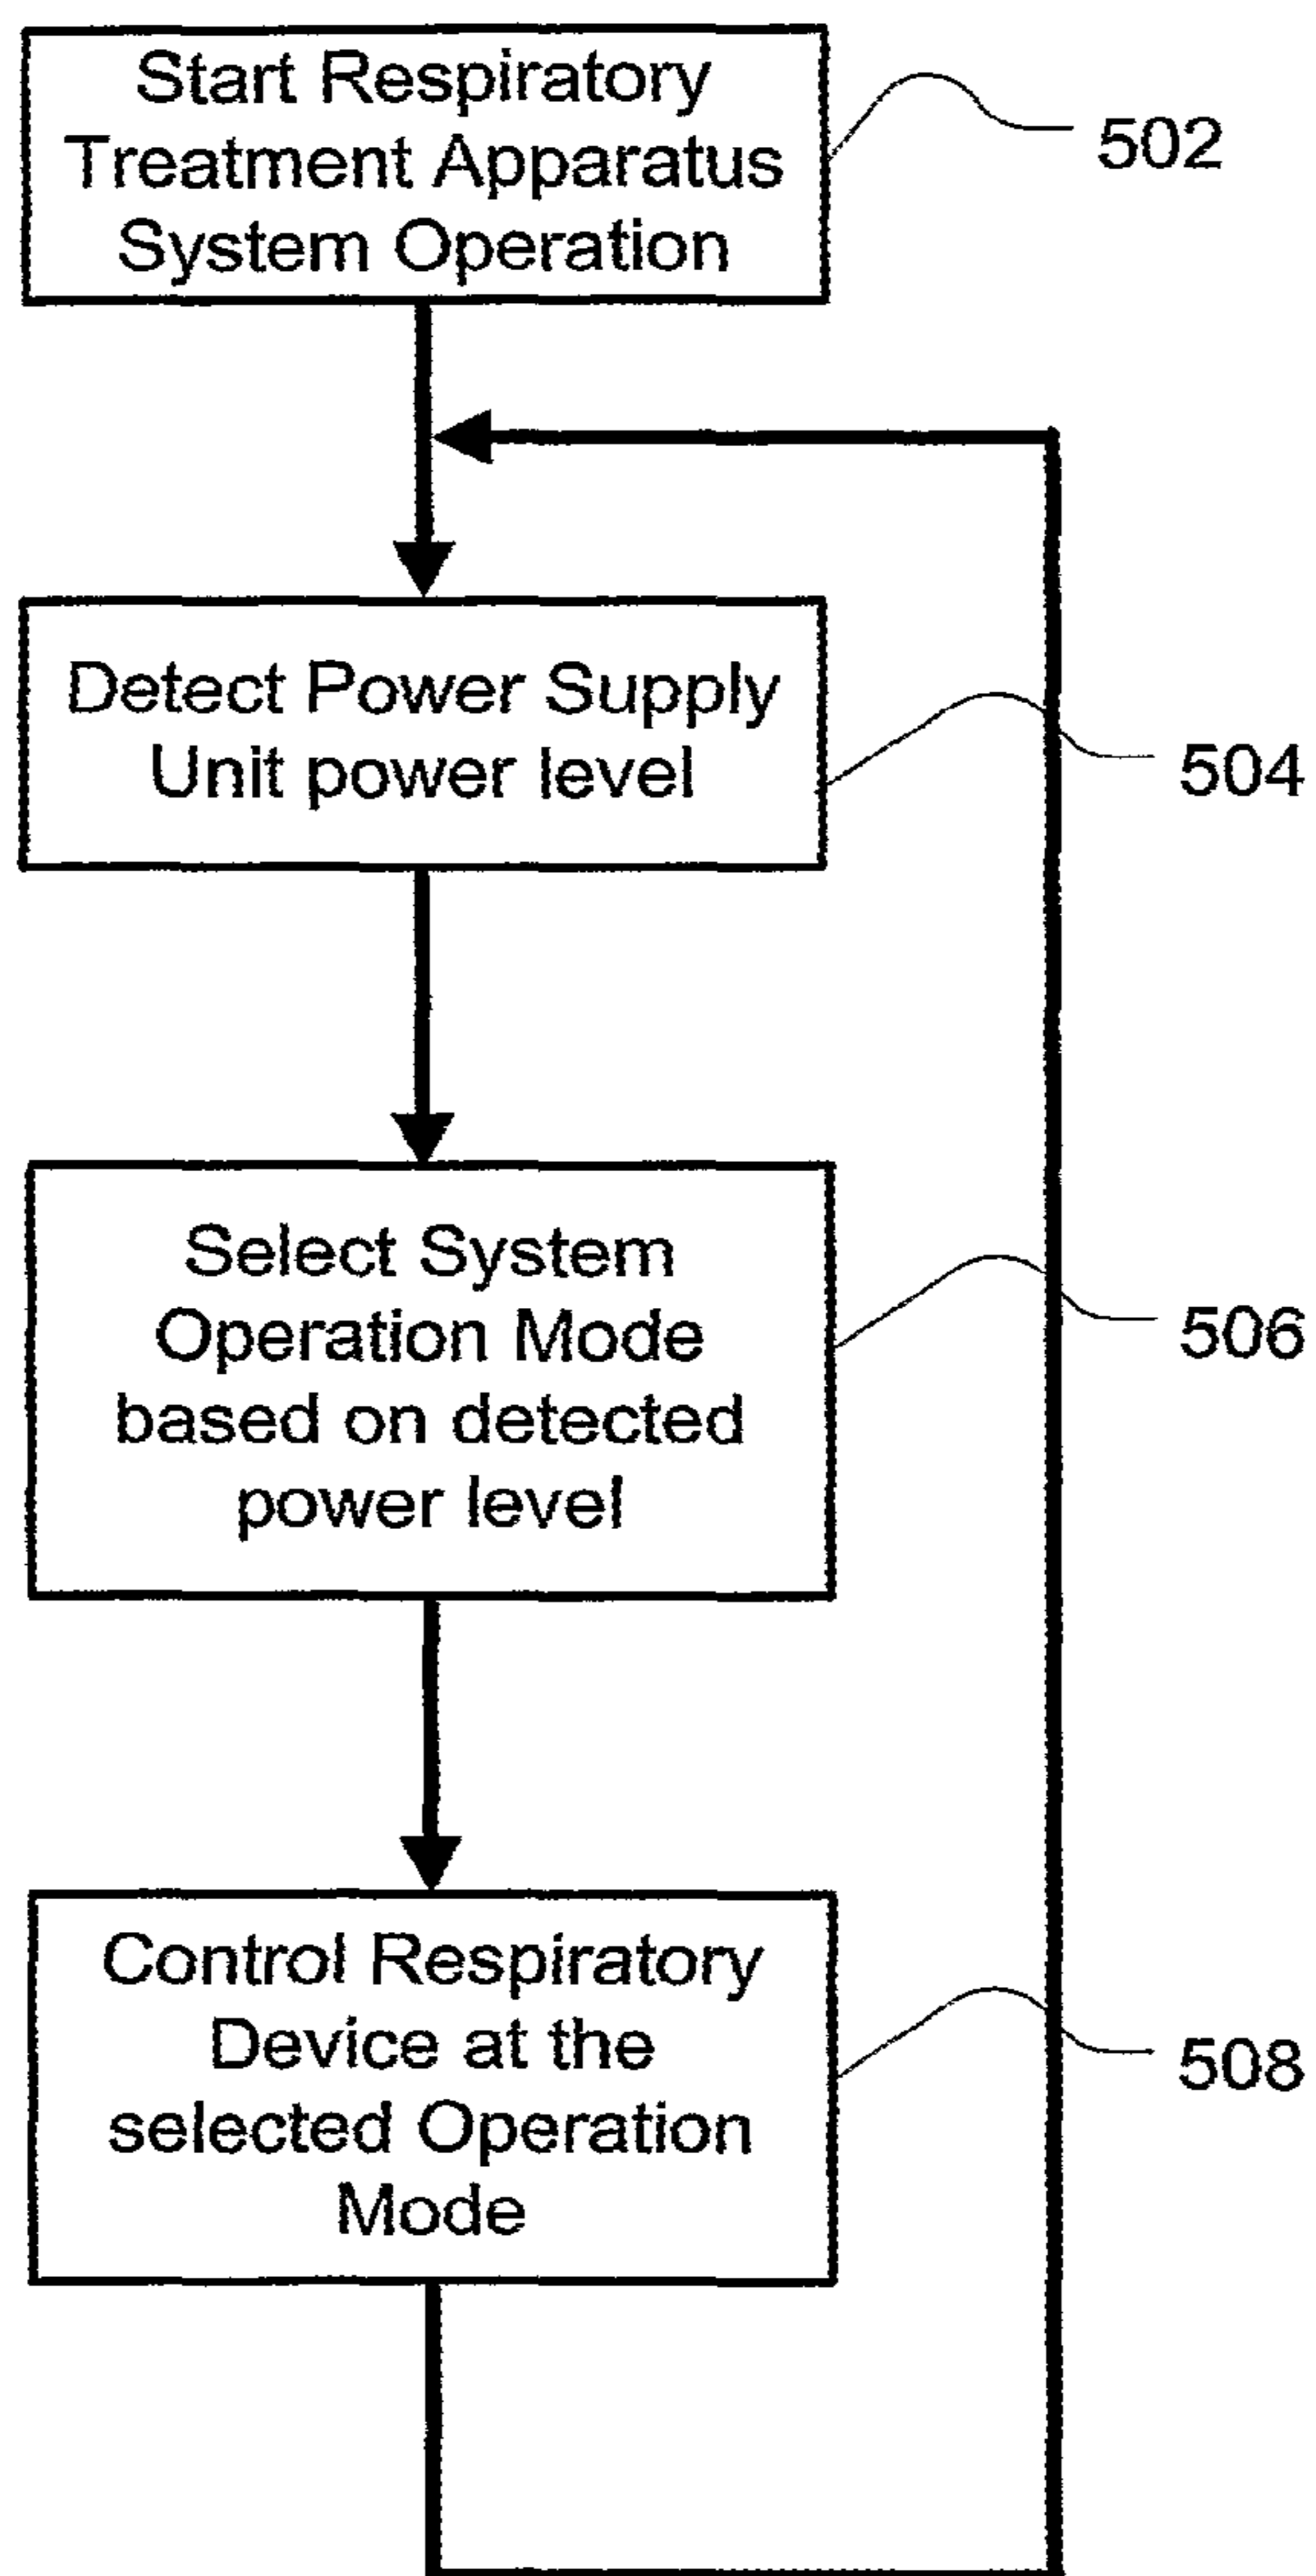 Start Respiratory
Treatment Apparatus
System Operation
502
Detect Power Supply
Unit power level
504
Select System
Operation Mode
based on detected
power level
506
Control Respiratory
Device at the
selected Operation
Mode
508